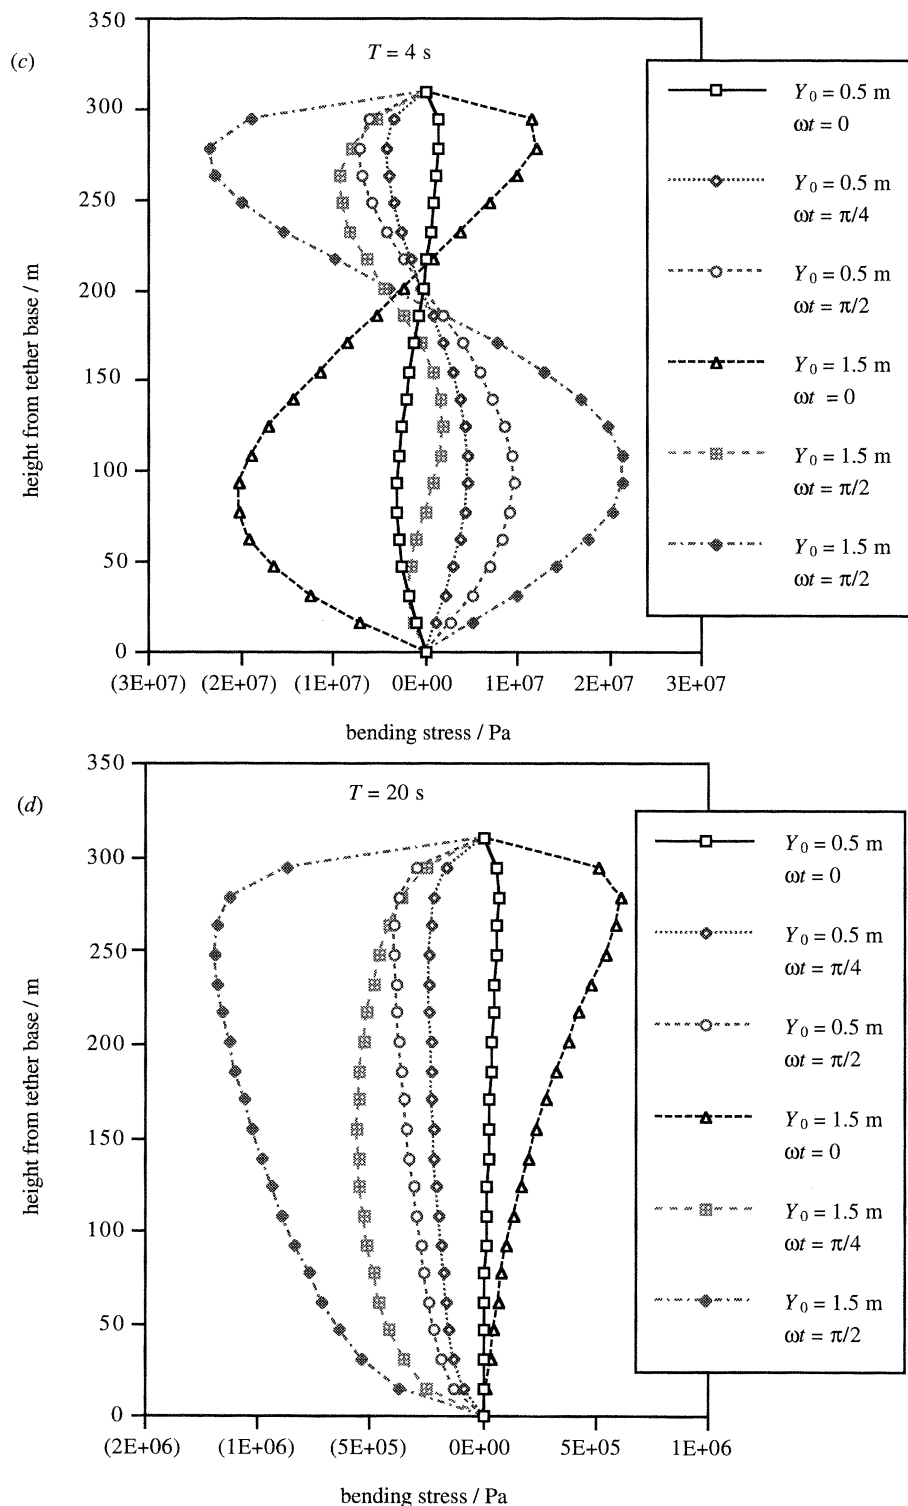 (c)
T = 4 s
350
300
250
200
150
100
50
0
height from tether base / m
(3E+07) (2E+07) (1E+07) 0E+00 1E+07 2E+07 3E+07
bending stress / Pa
Y0 = 0.5 m
ωt = 0
Y0 = 0.5 m
ωt = π/4
Y0 = 0.5 m
ωt = π/2
Y0 = 1.5 m
ωt = 0
Y0 = 1.5 m
ωt = π/2
Y0 = 1.5 m
ωt = π/2
(d)
T = 20 s
350
300
250
200
150
100
50
0
height from tether base / m
(2E+06) (1E+06) (5E+05) 0E+00 5E+05 1E+06
bending stress / Pa
Y0 = 0.5 m
ωt = 0
Y0 = 0.5 m
ωt = π/4
Y0 = 0.5 m
ωt = π/2
Y0 = 1.5 m
ωt = 0
Y0 = 1.5 m
ωt = π/4
Y0 = 1.5 m
ωt = π/2